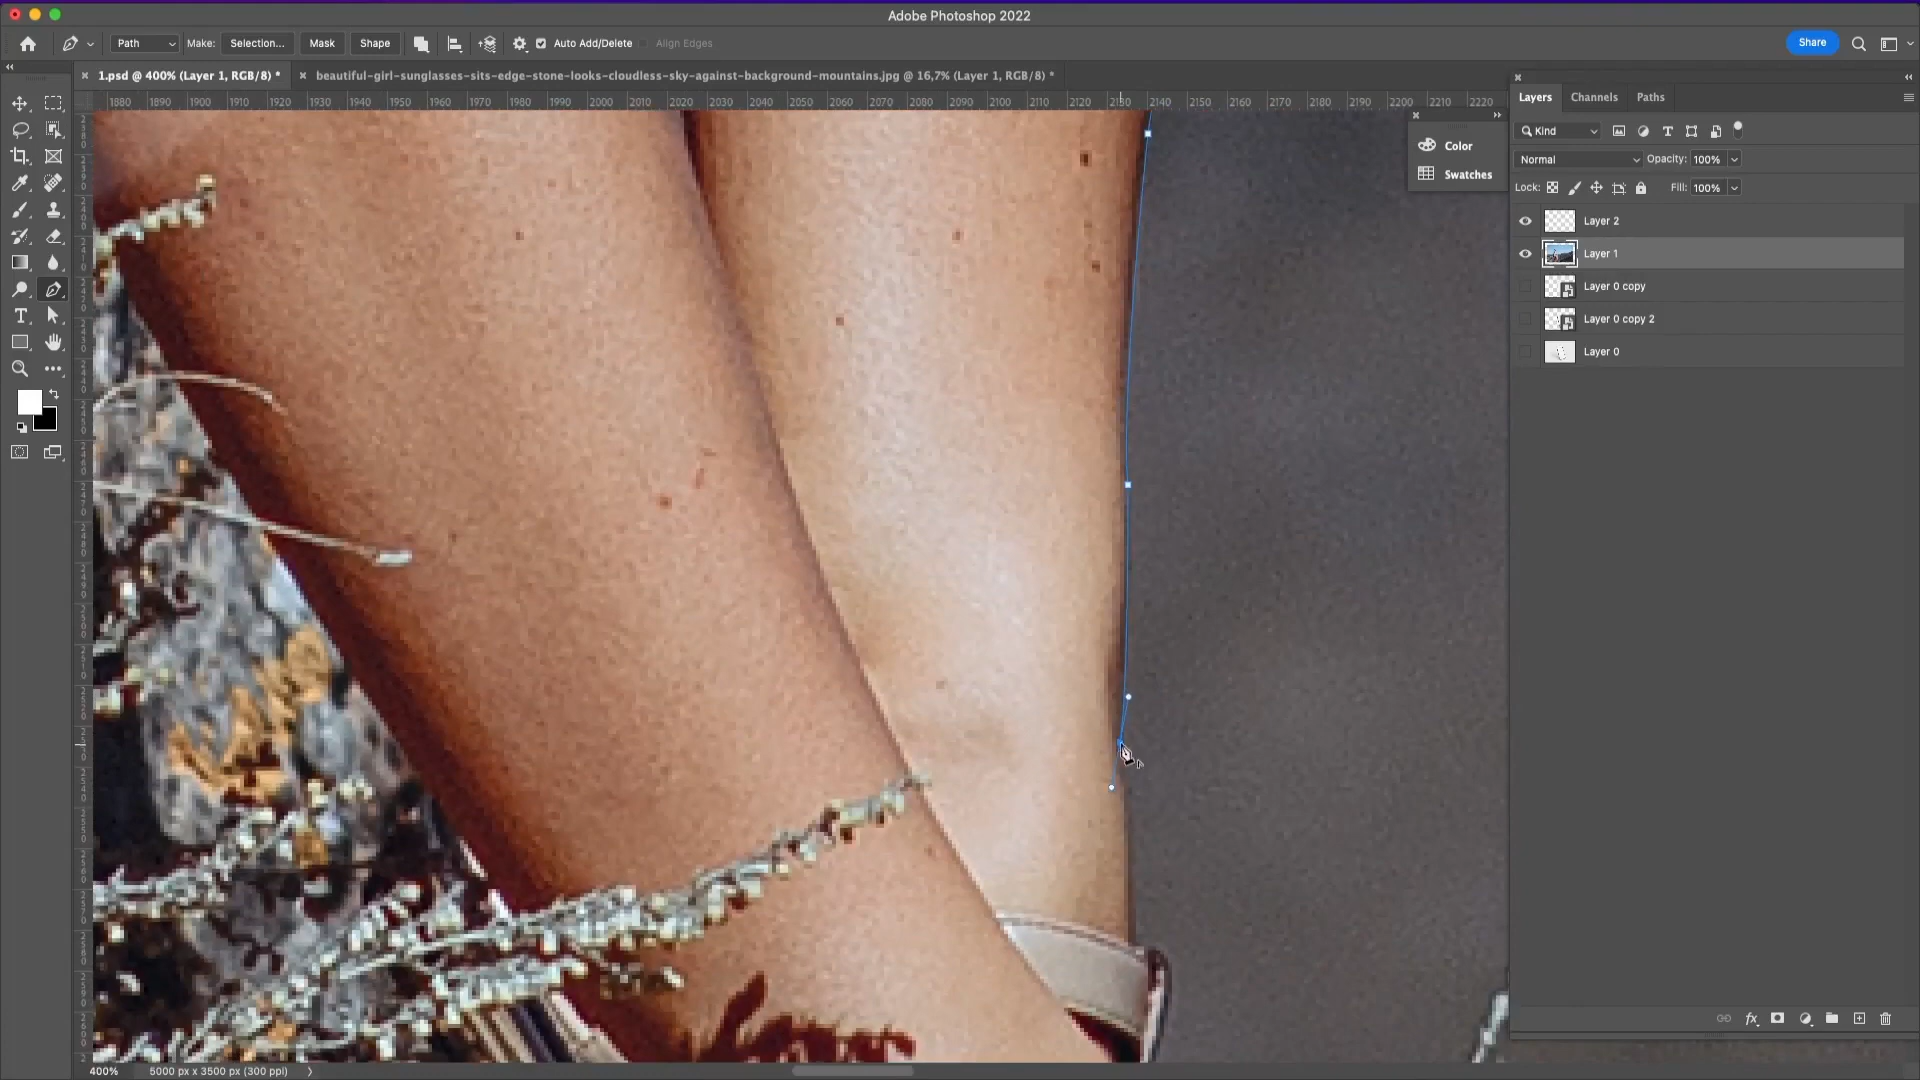 Adobe Photoshop 2022
Path Make: Selection... Mask Shape Auto Add/Delete Align Edges Share
1.psd @ 400% (Layer 1, RGB/8) * beautiful-girl-sunglasses-sits-edge-stone-looks-cloudless-sky-against-background-mountains.jpg @ 16,7% (Layer 1, RGB/8) *
1880 1890 1900 1910 1920 1930 1940 1950 1960 1970 1980 1990 2000 2010 2020 2030 2040 2050 2060 2070 2080 2090 2100 2110 2120 2130 2140 2150 2160 2170 2180 2190 2200 2210 2220
Color
Swatches
Layers Channels Paths
Kind
Normal Opacity: 100%
Lock: Fill: 100%
Layer 2
Layer 1
Layer 0 copy
Layer 0 copy 2
Layer 0
fx
400% 5000 px x 3500 px (300 ppi)